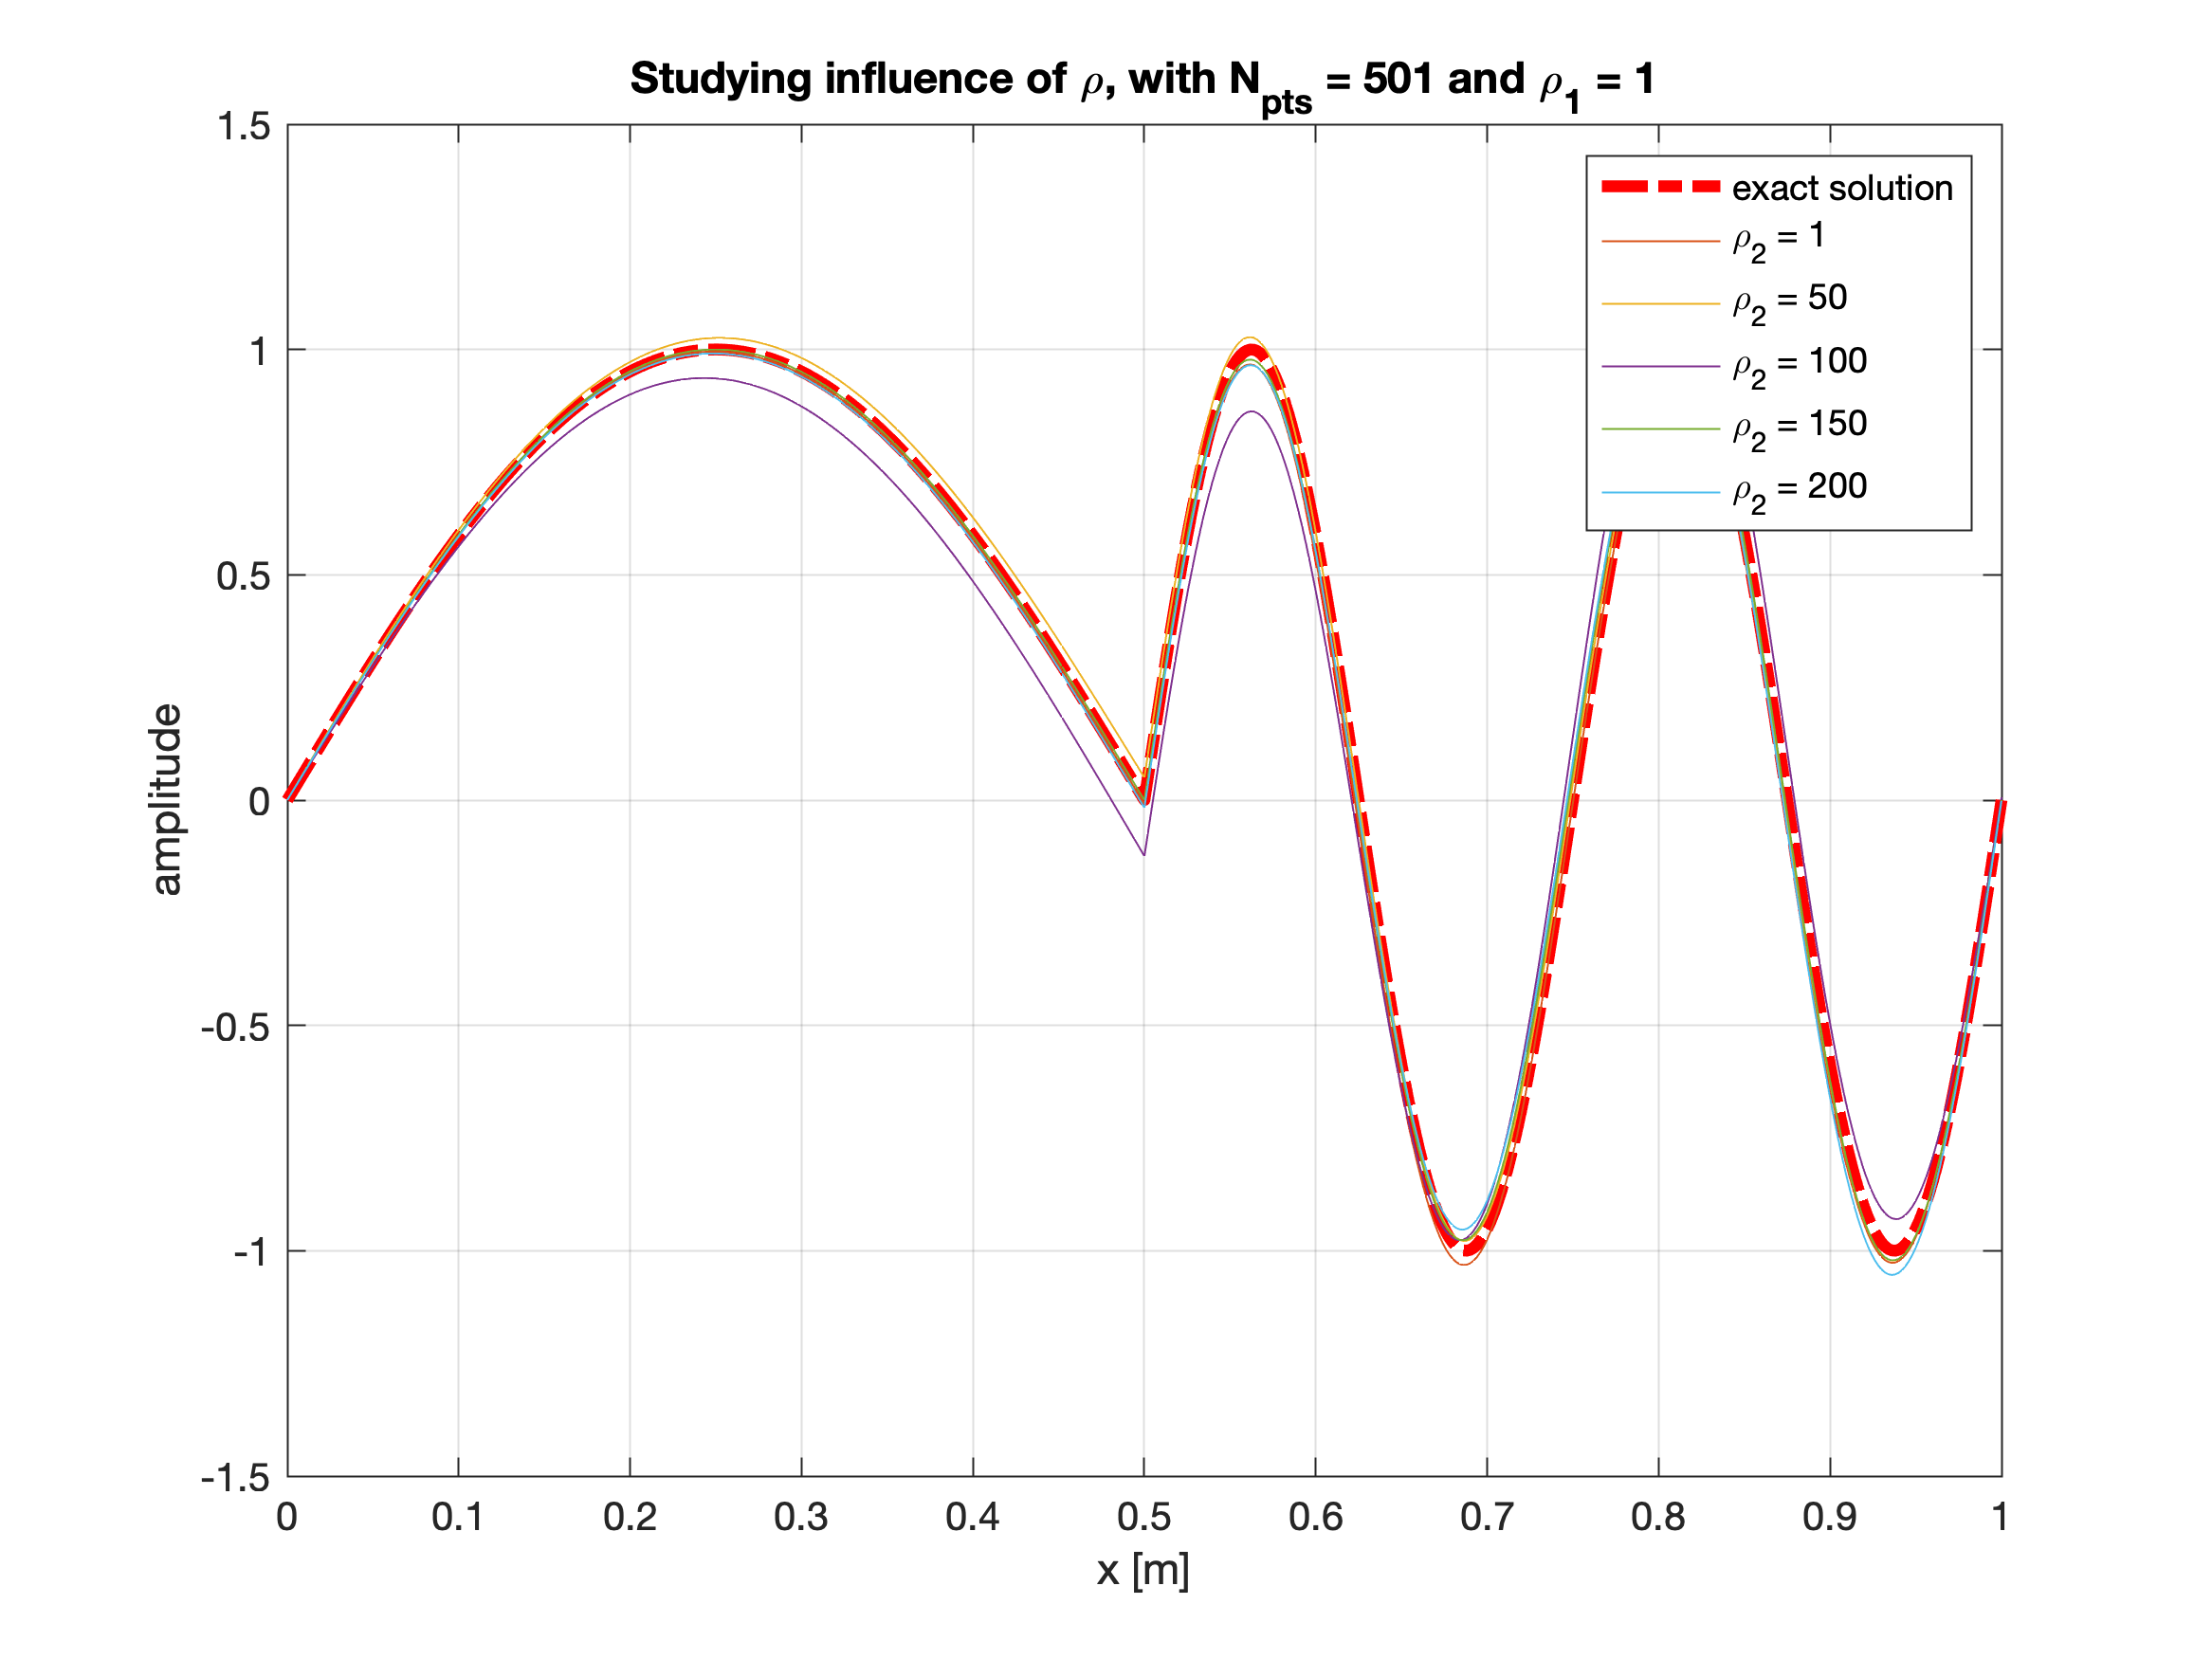 Studying influence of ρ, with N_pts = 501 and ρ_1 = 1
1.5
1
0.5
0
-0.5
-1
-1.5
amplitude
exact solution
ρ_2 = 1
ρ_2 = 50
ρ_2 = 100
ρ_2 = 150
ρ_2 = 200
0 0.1 0.2 0.3 0.4 0.5 0.6 0.7 0.8 0.9 1
x [m]